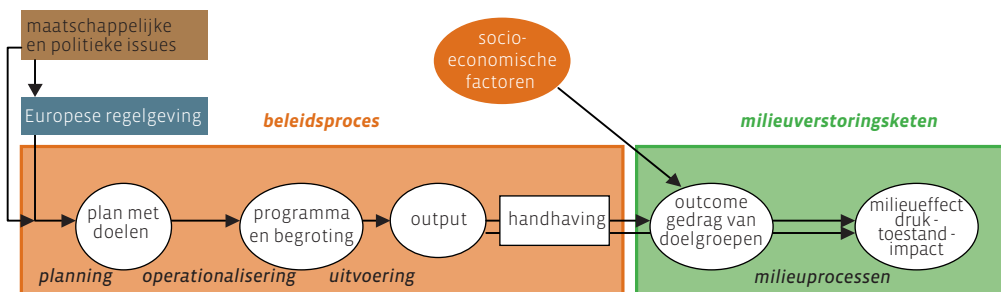 maatschappelijke
en politieke issues
socio-
economische
factoren
Europese regelgeving
beleidsproces
milieuverstoringsketen
plan met
doelen
programma
en begroting
output
handhaving
outcome
gedrag van
doelgroepen
milieueffect
druk-
toestand-
impact
planning
operationalisering
uitvoering
milieuprocessen